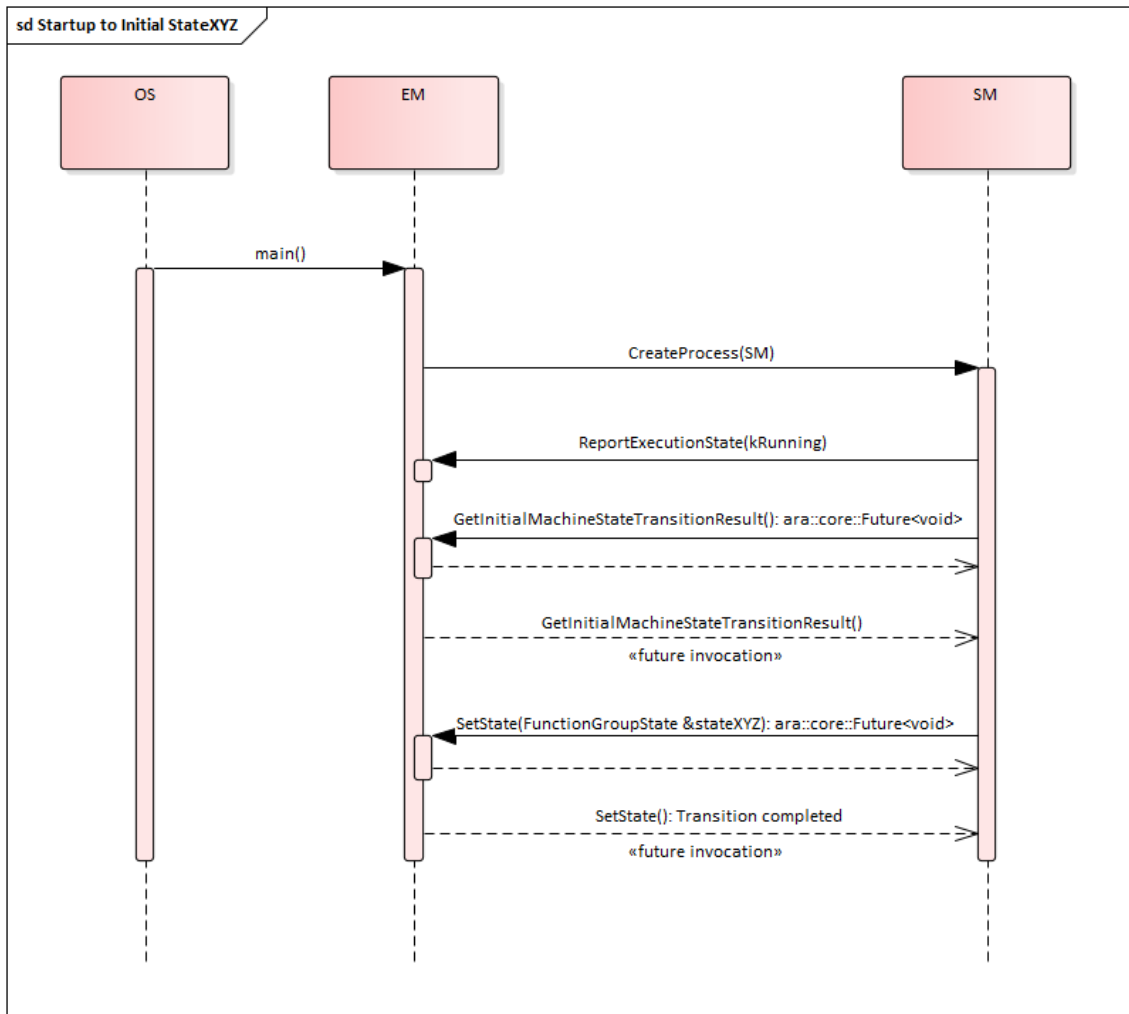 sd Startup to Initial StateXYZ
OS
EM
SM
main()
CreateProcess(SM)
ReportExecutionState(kRunning)
GetInitialMachineStateTransitionResult(): ara::core::Future<void>
GetInitialMachineStateTransitionResult()
«future invocation»
SetState(FunctionGroupState &stateXYZ): ara::core::Future<void>
SetState(): Transition completed
«future invocation»